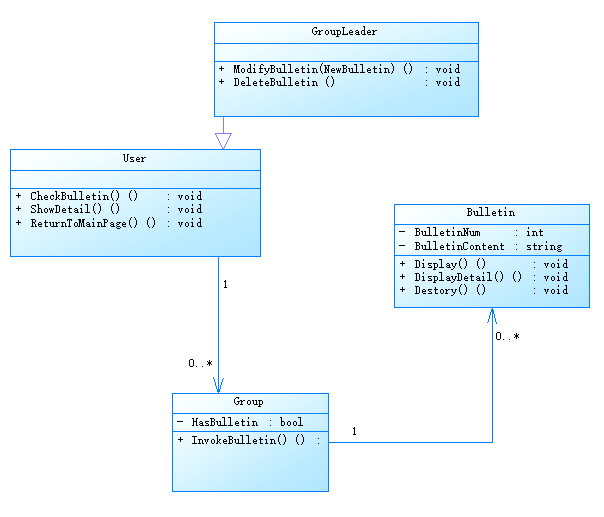 GroupLeader
+ ModifyBulletin(NewBulletin) () : void
+ DeleteBulletin () : void
User
+ CheckBulletin() () : void
+ ShowDetail() () : void
+ ReturnToMainPage() () : void
Bulletin
- BulletinNum : int
- BulletinContent : string
+ Display() () : void
+ DisplayDetail() () : void
+ Destory() () : void
1
0..*
0..*
Group
- HasBulletin : bool
+ InvokeBulletin() () :
1